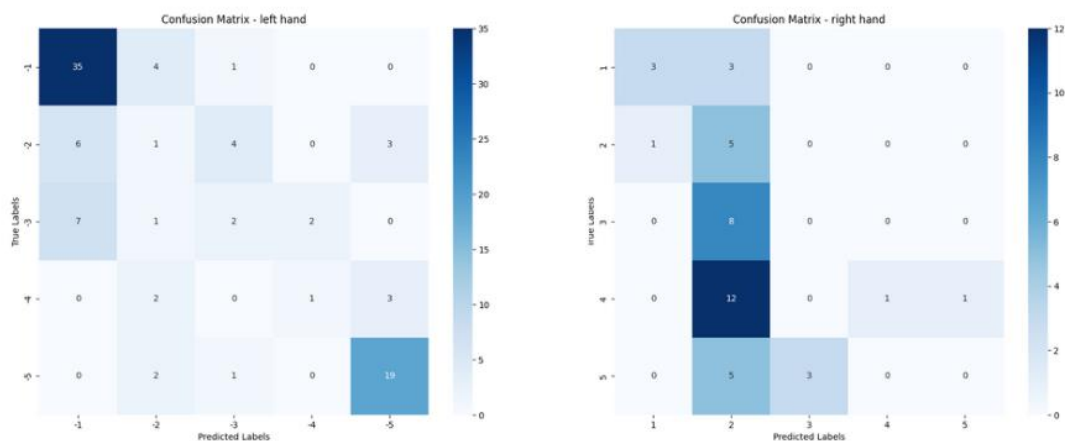 Confusion Matrix - left hand
True Labels
-1 35 4 1 0 0
-2 6 1 4 0 3
-3 7 1 2 2 0
-4 0 2 0 1 3
-5 0 2 1 0 19
-1 -2 -3 -4 -5
Predicted Labels
35
30
25
20
15
10
5
0
Confusion Matrix - right hand
True Labels
1 3 3 0 0 0
2 1 5 0 0 0
3 0 8 0 0 0
4 0 12 0 1 1
5 0 5 3 0 0
1 2 3 4 5
Predicted Labels
12
10
8
6
4
2
0